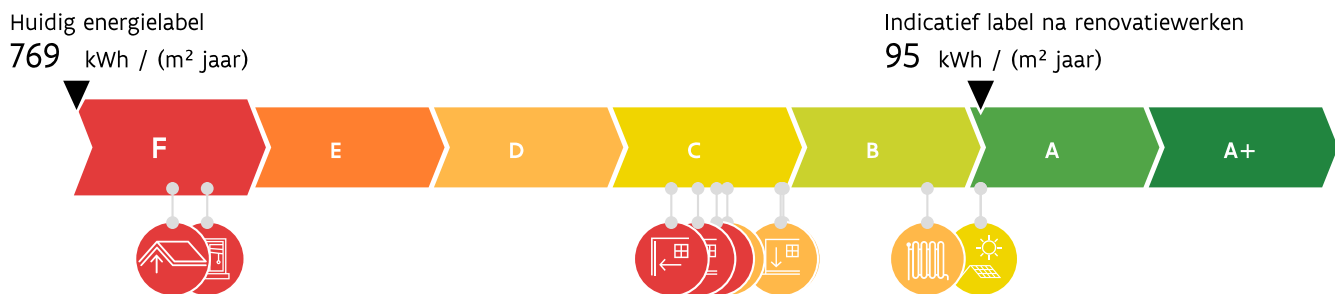 Huidig energielabel
769 kWh / (m² jaar)
Indicatief label na renovatiewerken
95 kWh / (m² jaar)
F E D C B A A+